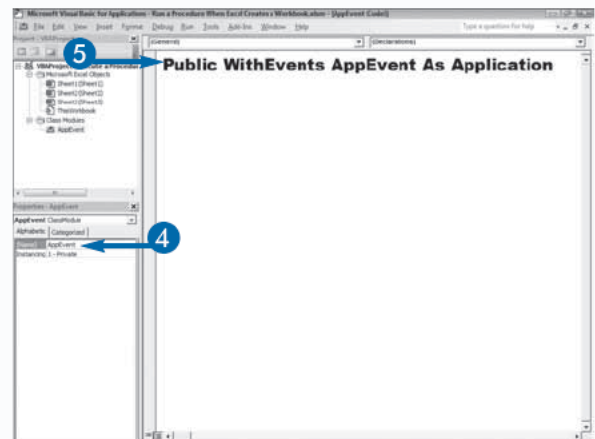 Microsoft Visual Basic for Applications - Run a Procedure When Excel Creates a Workbook.xlsm - [AppEvent (Code)]
File Edit View Insert Format Debug Run Tools Add-Ins Window Help Type a question for help
Project - VBAProject
(General) (Declarations)
5
Public WithEvents AppEvent As Application
VBAProject
Microsoft Excel Objects
Sheet1 (Sheet1)
Sheet2 (Sheet2)
Sheet3 (Sheet3)
ThisWorkbook
Class Modules
AppEvent
Properties - AppEvent
AppEvent ClassModule
Alphabetic Categorized
4
(Name) AppEvent
Instancing 1 - Private